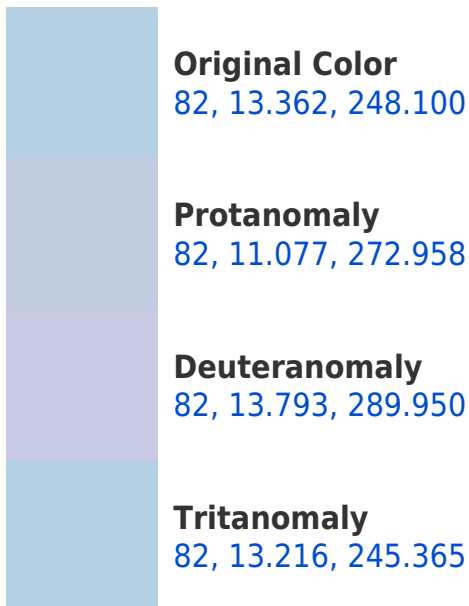 Original Color
82, 13.362, 248.100
Protanomaly
82, 11.077, 272.958
Deuteranomaly
82, 13.793, 289.950
Tritanomaly
82, 13.216, 245.365